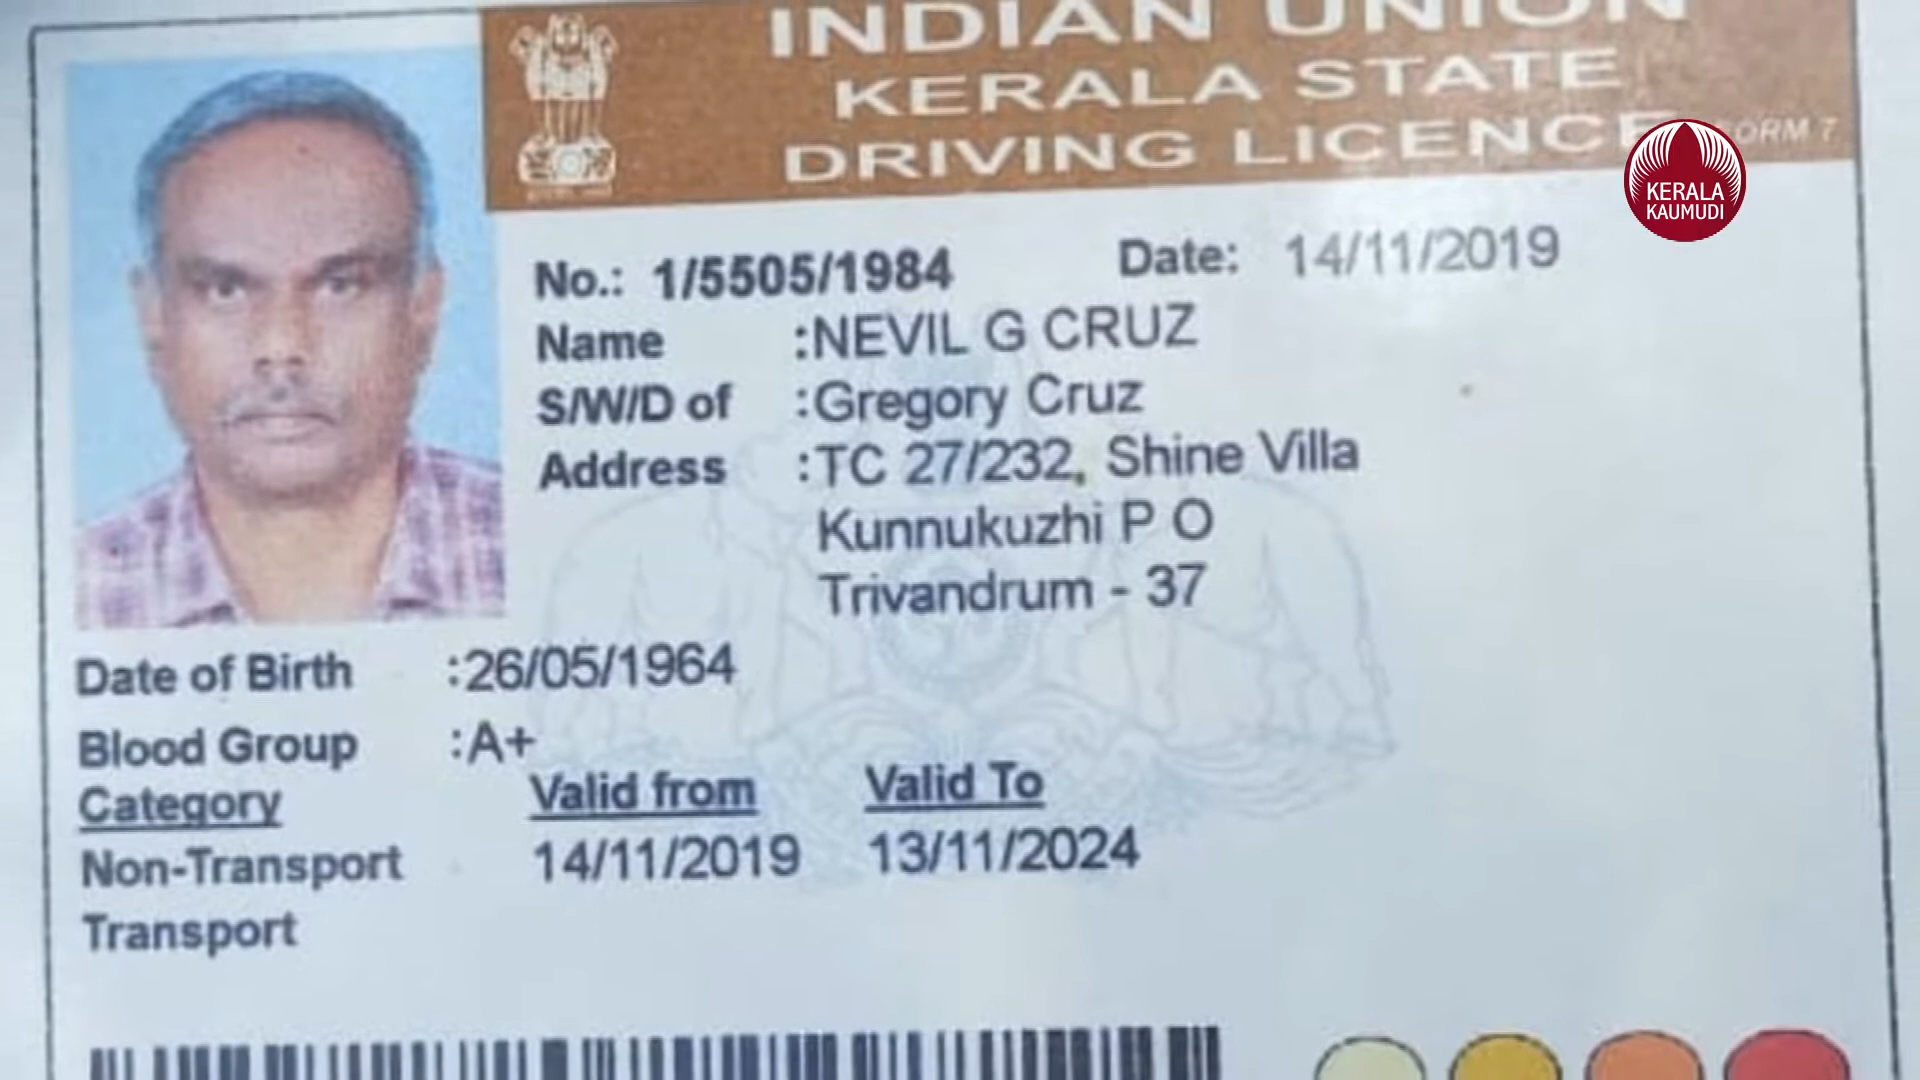 INDIAN UNION
KERALA STATE
DRIVING LICENCE
FORM 7
KERALA
KAUMUDI
No.: 1/5505/1984 Date: 14/11/2019
Name :NEVIL G CRUZ
S/W/D of :Gregory Cruz
Address :TC 27/232, Shine Villa
Kunnukuzhi P O
Trivandrum - 37
Date of Birth :26/05/1964
Blood Group :A+
Category Valid from Valid To
Non-Transport 14/11/2019 13/11/2024
Transport